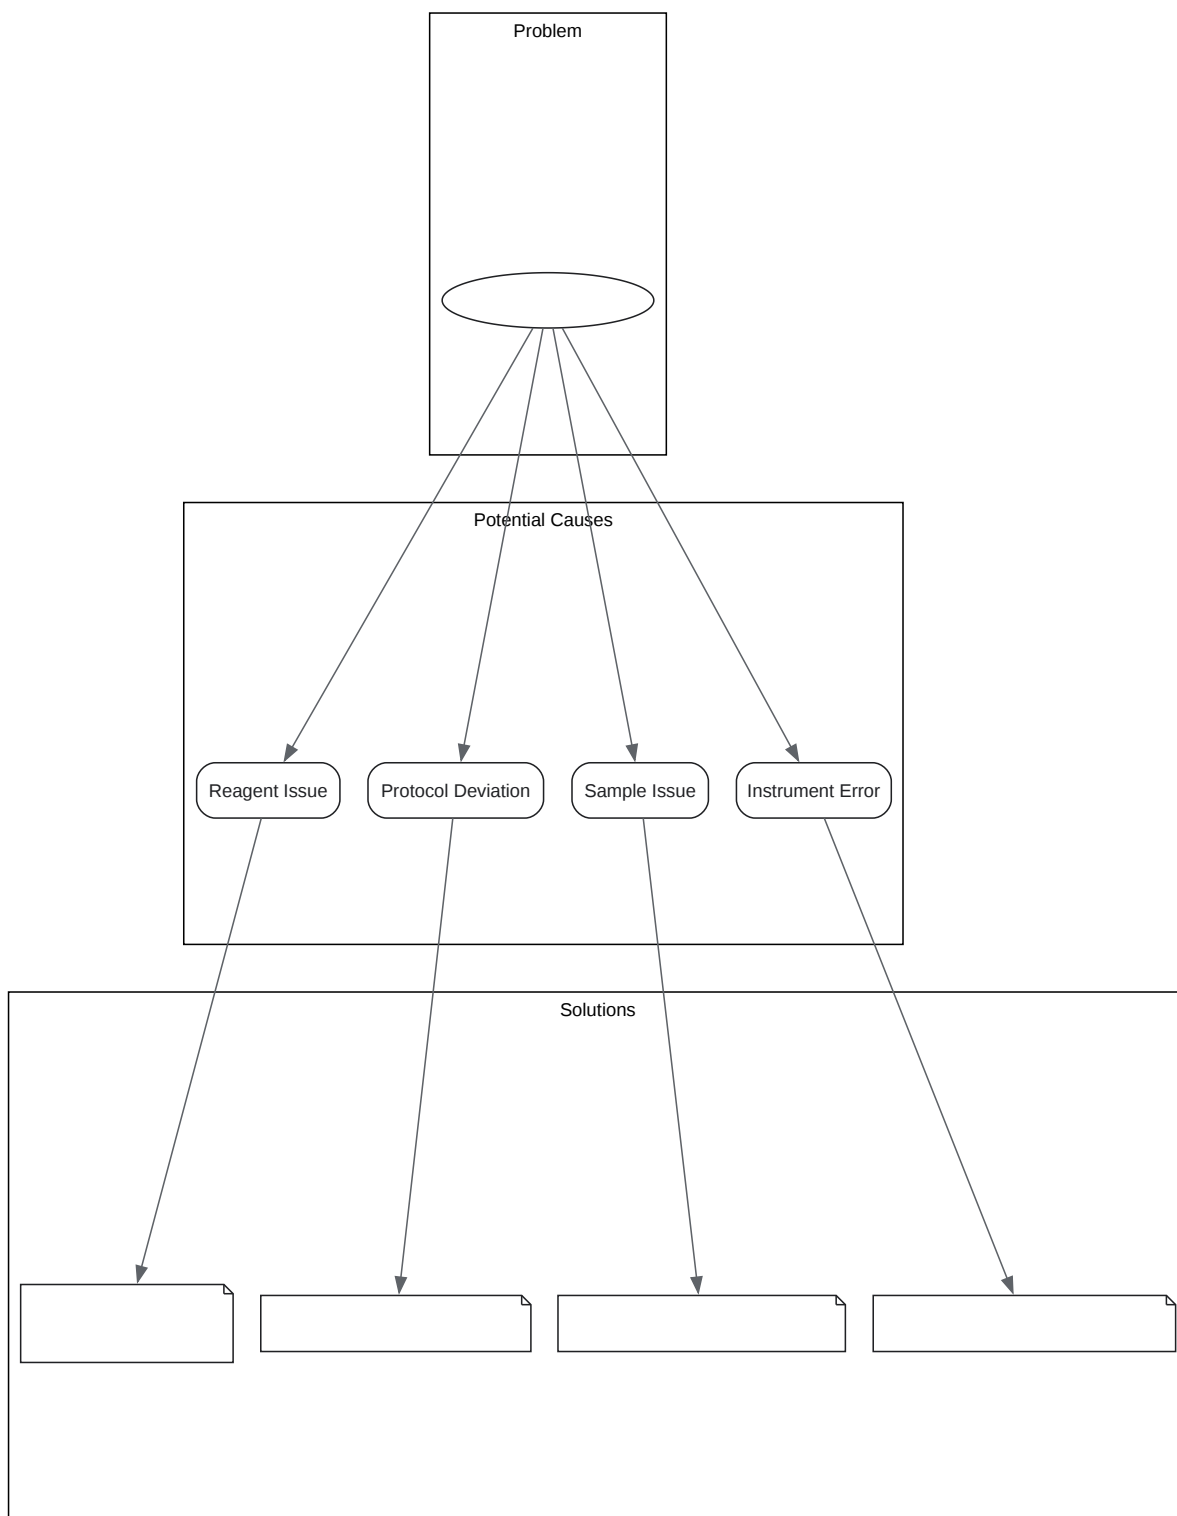 Problem
Potential Causes
Reagent Issue
Protocol Deviation
Sample Issue
Instrument Error
Solutions